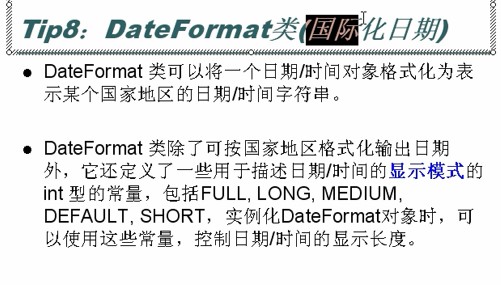 Tip8：DateFormat类(国际化日期)
● DateFormat 类可以将一个日期/时间对象格式化为表
示某个国家地区的日期/时间字符串。
● DateFormat 类除了可按国家地区格式化输出日期
外，它还定义了一些用于描述日期/时间的显示模式的
int 型的常量，包括FULL, LONG, MEDIUM,
DEFAULT, SHORT，实例化DateFormat对象时，可
以使用这些常量，控制日期/时间的显示长度。